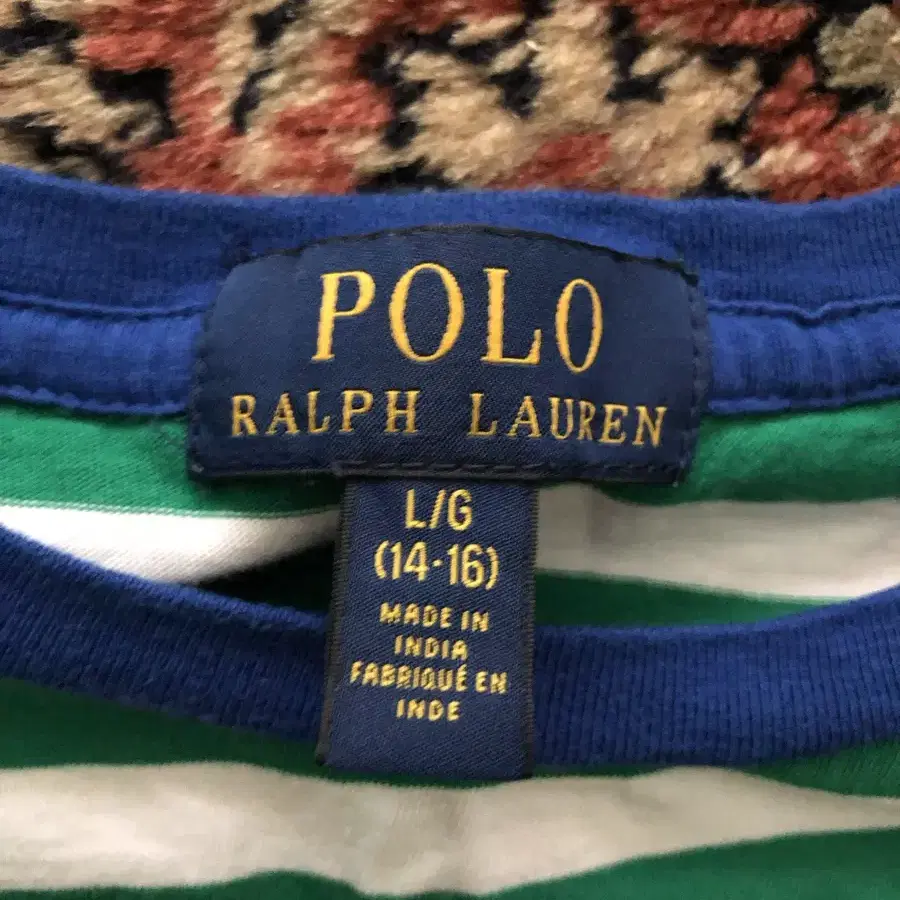 POLO
RALPH LAUREN
L/G
(14-16)
MADE IN
INDIA
FABRIQUÉ EN
INDE